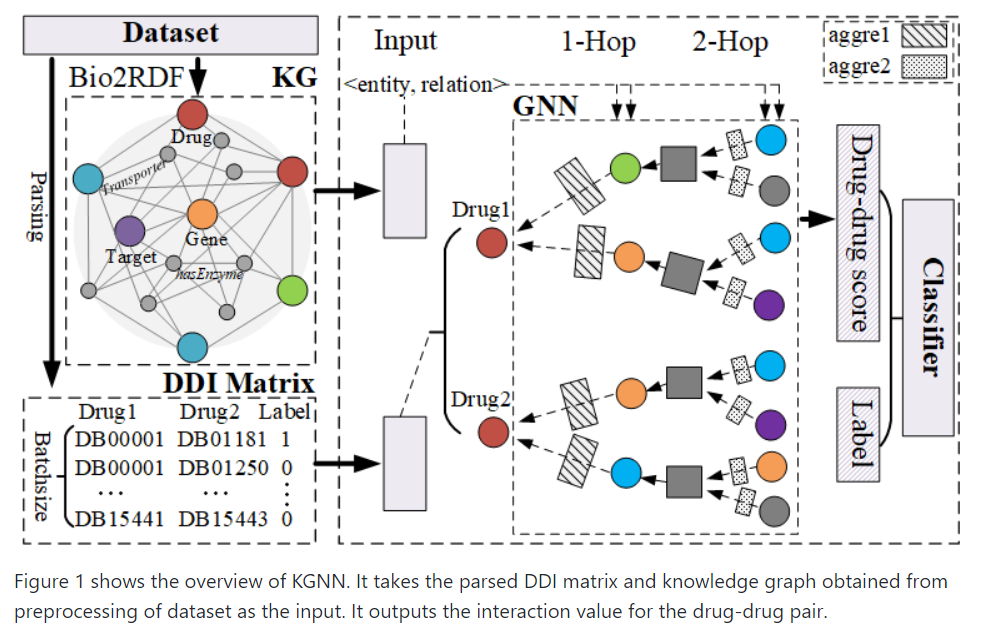 Dataset
Bio2RDF
KG
Parsing
Drug
Transporter
Gene
Target
hasEnzyme
DDI Matrix
Drug1 Drug2 Label
Batchsize
DB00001 DB01181 1
DB00001 DB01250 0
... ... ...
DB15441 DB15443 0
Input
1-Hop
2-Hop
aggre1
aggre2
<entity, relation>
GNN
Drug1
Drug2
Drug-drug score
Label
Classifier
Figure 1 shows the overview of KGNN. It takes the parsed DDI matrix and knowledge graph obtained from
preprocessing of dataset as the input. It outputs the interaction value for the drug-drug pair.